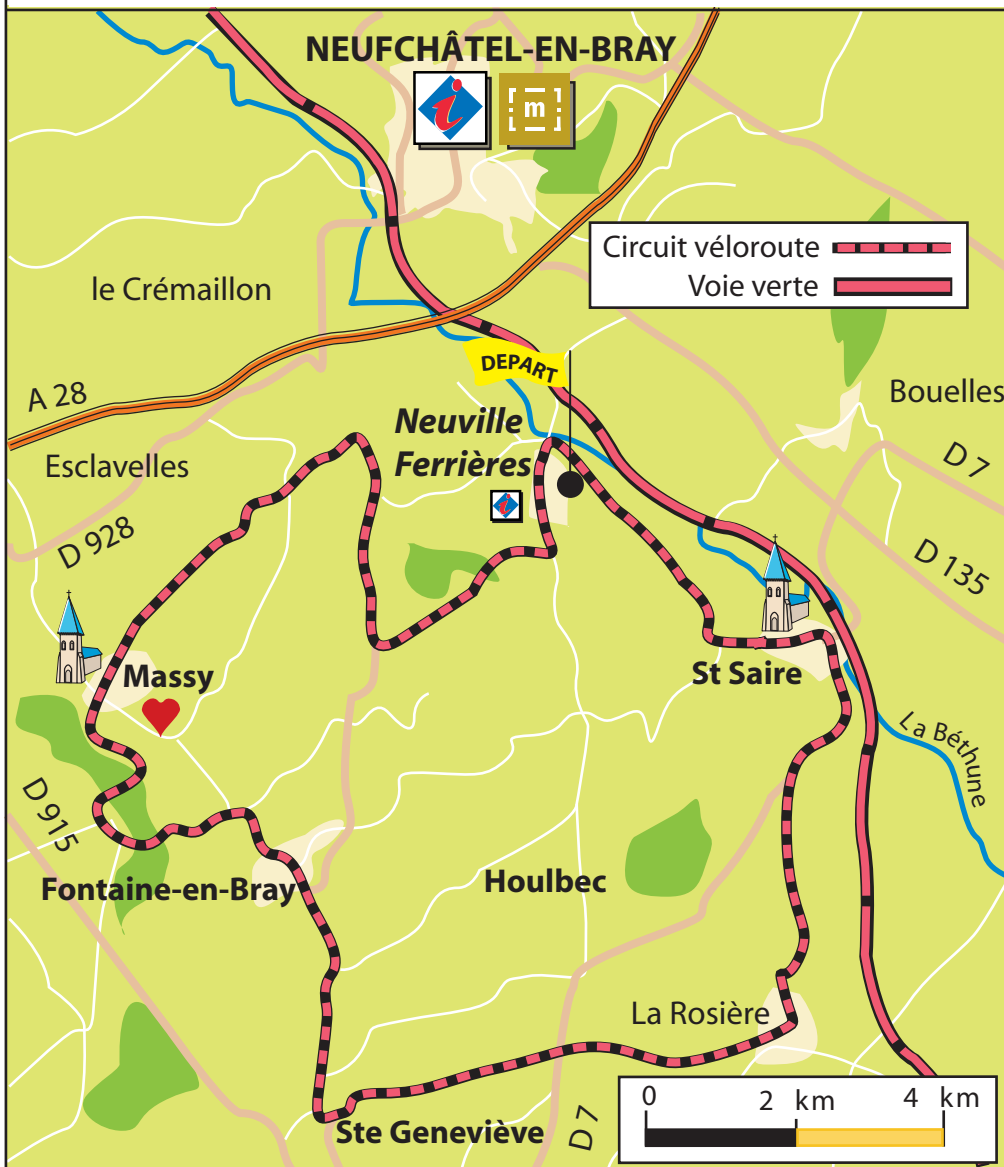 NEUFCHÂTEL-EN-BRAY
i
m
Circuit véloroute
Voie verte
le Crémaillon
DEPART
A 28
Bouelles
Neuville
Ferrières
Esclavelles
D 7
i
D 928
D 135
Massy
St Saire
La Béthune
D 915
Fontaine-en-Bray
Houlbec
La Rosière
Ste Geneviève
D 7
0 2 km 4 km